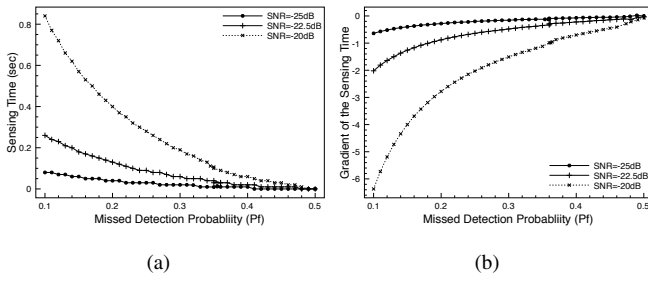 SNR=-25dB
SNR=-22.5dB
SNR=-20dB
Sensing Time (sec)
0.8
0.6
0.4
0.2
0
0.1
0.2
0.3
0.4
0.5
Missed Detection Probabliity (Pf)
(a)
Gradient of the Sensing Time
0
-1
-2
-3
-4
-5
-6
SNR=-25dB
SNR=-22.5dB
SNR=-20dB
0.1
0.2
0.3
0.4
0.5
Missed Detection Probabliity (Pf)
(b)